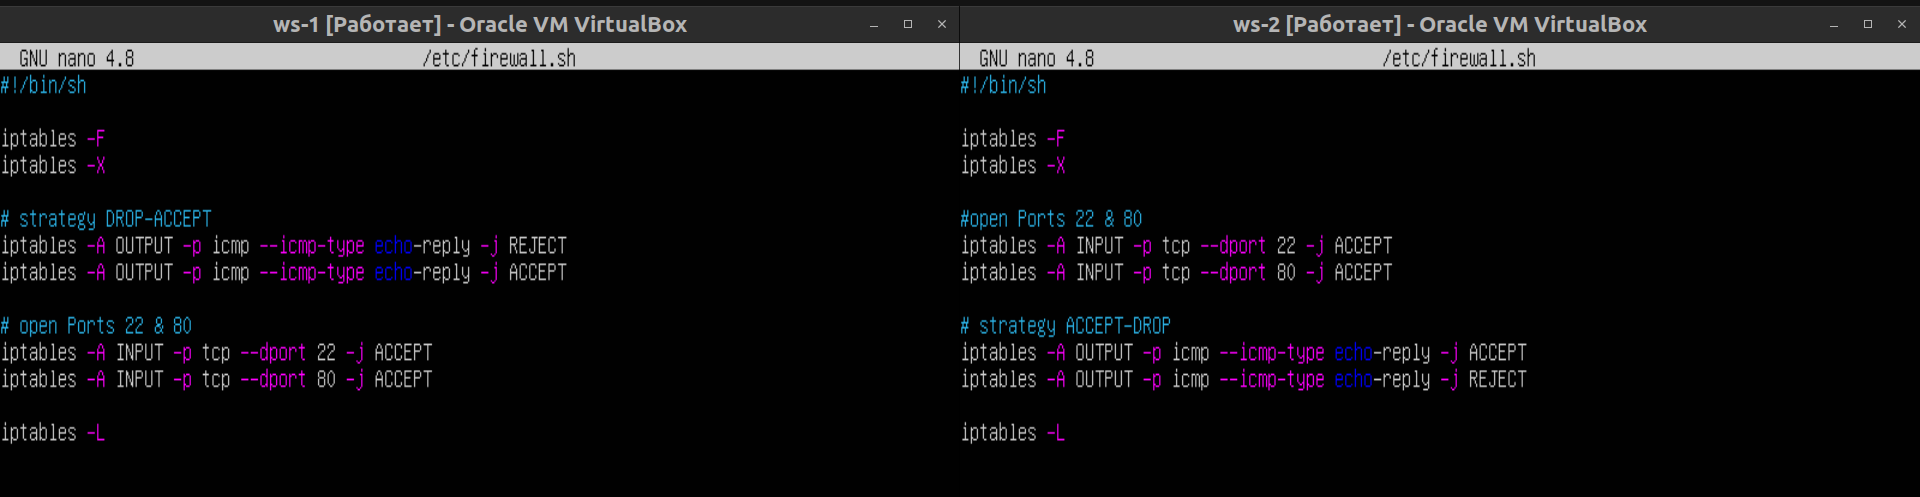 ws-1 [Работает] - Oracle VM VirtualBox
GNU nano 4.8 /etc/firewall.sh
#!/bin/sh
iptables -F
iptables -X
# strategy DROP-ACCEPT
iptables -A OUTPUT -p icmp --icmp-type echo-reply -j REJECT
iptables -A OUTPUT -p icmp --icmp-type echo-reply -j ACCEPT
# open Ports 22 & 80
iptables -A INPUT -p tcp --dport 22 -j ACCEPT
iptables -A INPUT -p tcp --dport 80 -j ACCEPT
iptables -L
ws-2 [Работает] - Oracle VM VirtualBox
GNU nano 4.8 /etc/firewall.sh
#!/bin/sh
iptables -F
iptables -X
#open Ports 22 & 80
iptables -A INPUT -p tcp --dport 22 -j ACCEPT
iptables -A INPUT -p tcp --dport 80 -j ACCEPT
# strategy ACCEPT-DROP
iptables -A OUTPUT -p icmp --icmp-type echo-reply -j ACCEPT
iptables -A OUTPUT -p icmp --icmp-type echo-reply -j REJECT
iptables -L